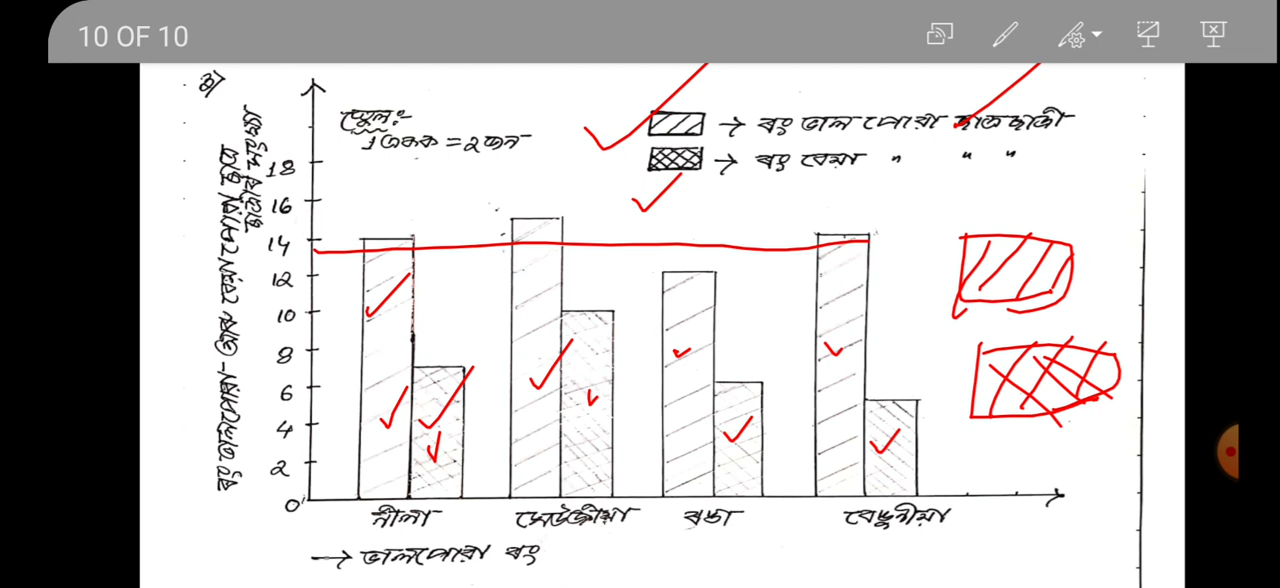 10 OF 10
স্কেল:
1 একক = 2 জন
→ ৰং ভাল পোৱা ছাত্ৰ ছাত্ৰী
→ ৰং বেয়া " " "
18
16
14
12
10
8
6
4
2
0
নীলা সেউজীয়া ৰঙা বেঙুনীয়া
→ ভালপোৱা ৰং